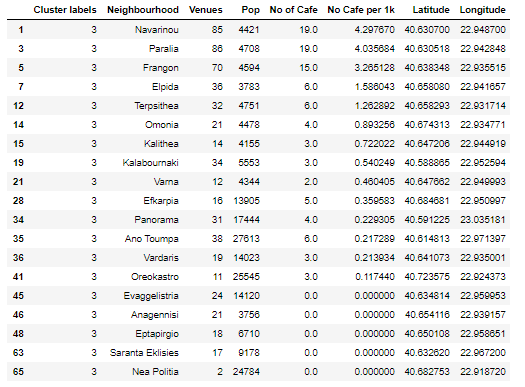 Cluster labels Neighbourhood Venues Pop No of Cafe No Cafe per 1k Latitude Longitude
1 3 Navarinou 85 4421 19.0 4.297670 40.630700 22.948700
3 3 Paralia 86 4708 19.0 4.035684 40.630518 22.942848
5 3 Frangon 70 4594 15.0 3.265128 40.638348 22.935515
7 3 Elpida 36 3783 6.0 1.586043 40.658080 22.941657
12 3 Terpsithea 32 4751 6.0 1.262892 40.658293 22.931714
14 3 Omonia 21 4478 4.0 0.893256 40.674313 22.934771
15 3 Kalithea 14 4155 3.0 0.722022 40.647206 22.944919
19 3 Kalabournaki 34 5553 3.0 0.540249 40.588865 22.952594
21 3 Varna 12 4344 2.0 0.460405 40.647662 22.949993
28 3 Efkarpia 16 13905 5.0 0.359583 40.684681 22.950997
34 3 Panorama 31 17444 4.0 0.229305 40.591225 23.035181
35 3 Ano Toumpa 38 27613 6.0 0.217289 40.614813 22.971397
36 3 Vardaris 19 14023 3.0 0.213934 40.641073 22.935001
41 3 Oreokastro 11 25545 3.0 0.117440 40.723575 22.924373
45 3 Evaggelistria 24 14120 0.0 0.000000 40.634814 22.959953
46 3 Anagennisi 21 3756 0.0 0.000000 40.654116 22.939157
48 3 Eptapirgio 18 6710 0.0 0.000000 40.650108 22.958651
63 3 Saranta Eklisies 17 9178 0.0 0.000000 40.632620 22.967200
65 3 Nea Politia 2 24784 0.0 0.000000 40.682753 22.918720